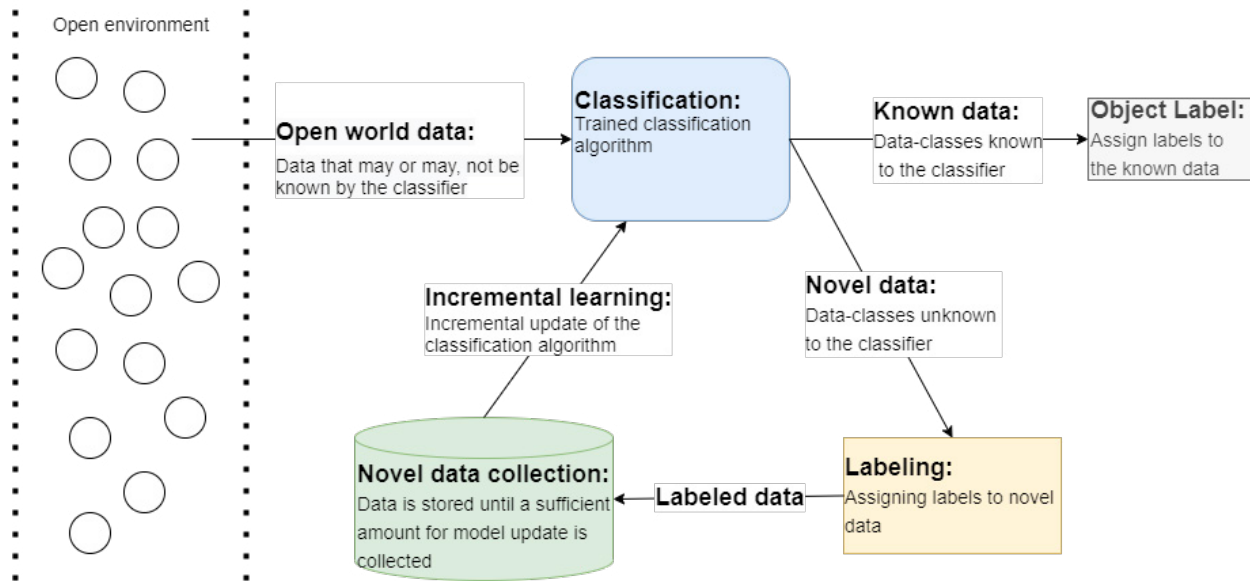 Open environment
Open world data:
Data that may or may, not be
known by the classifier
Classification:
Trained classification
algorithm
Known data:
Data-classes known
to the classifier
Object Label:
Assign labels to
the known data
Incremental learning:
Incremental update of the
classification algorithm
Novel data:
Data-classes unknown
to the classifier
Novel data collection:
Data is stored until a sufficient
amount for model update is
collected
Labeled data
Labeling:
Assigning labels to novel
data